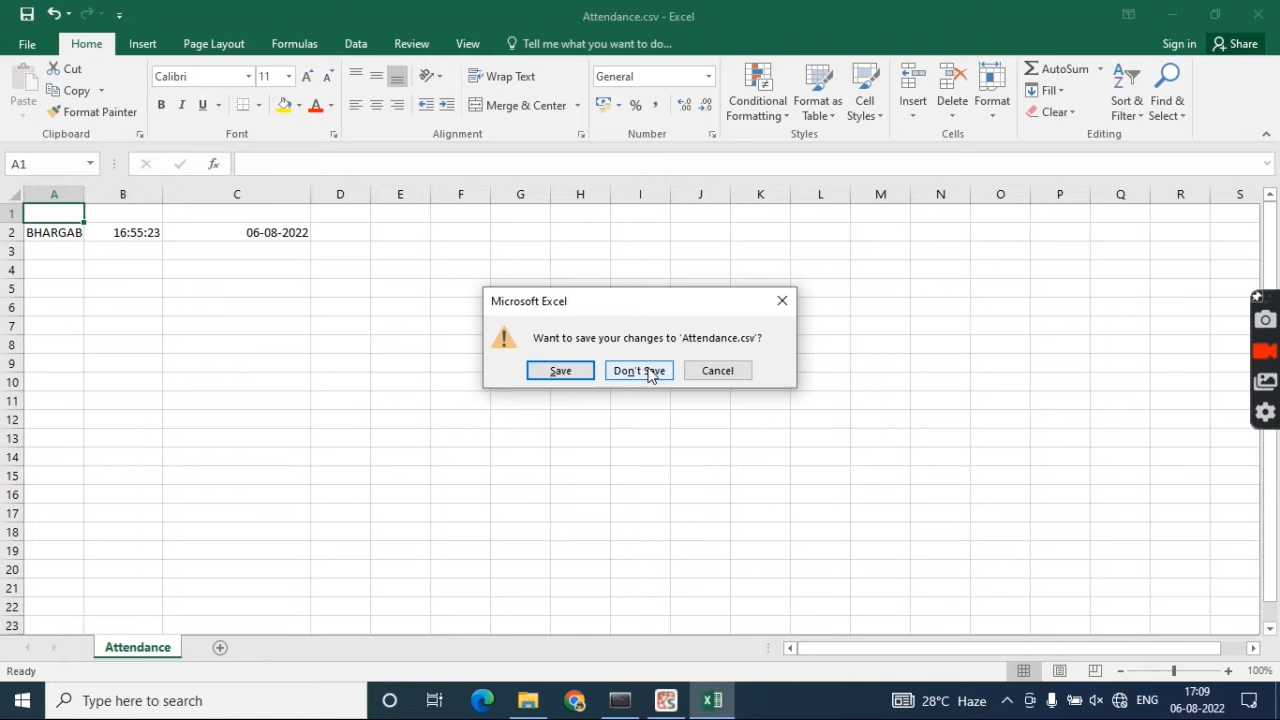 Attendance.csv - Excel
File Home Insert Page Layout Formulas Data Review View Tell me what you want to do... Sign in Share
Paste Cut Copy Format Painter
Calibri 11
B I U A
Wrap Text
Merge & Center
General
%
Conditional Formatting
Format as Table
Cell Styles
Insert Delete Format
AutoSum
Fill
Clear
Sort & Filter
Find & Select
Clipboard Font Alignment Number Styles Cells Editing
A1 fx
A B C D E F G H I J K L M N O P Q R S
1
2 BHARGAB 16:55:23 06-08-2022
3
4
5
6
7
8
9
10
11
12
13
14
15
16
17
18
19
20
21
22
23
Microsoft Excel
Want to save your changes to 'Attendance.csv'?
Save Don't Save Cancel
Attendance
Ready 100%
Type here to search
28°C Haze ENG 17:09
06-08-2022